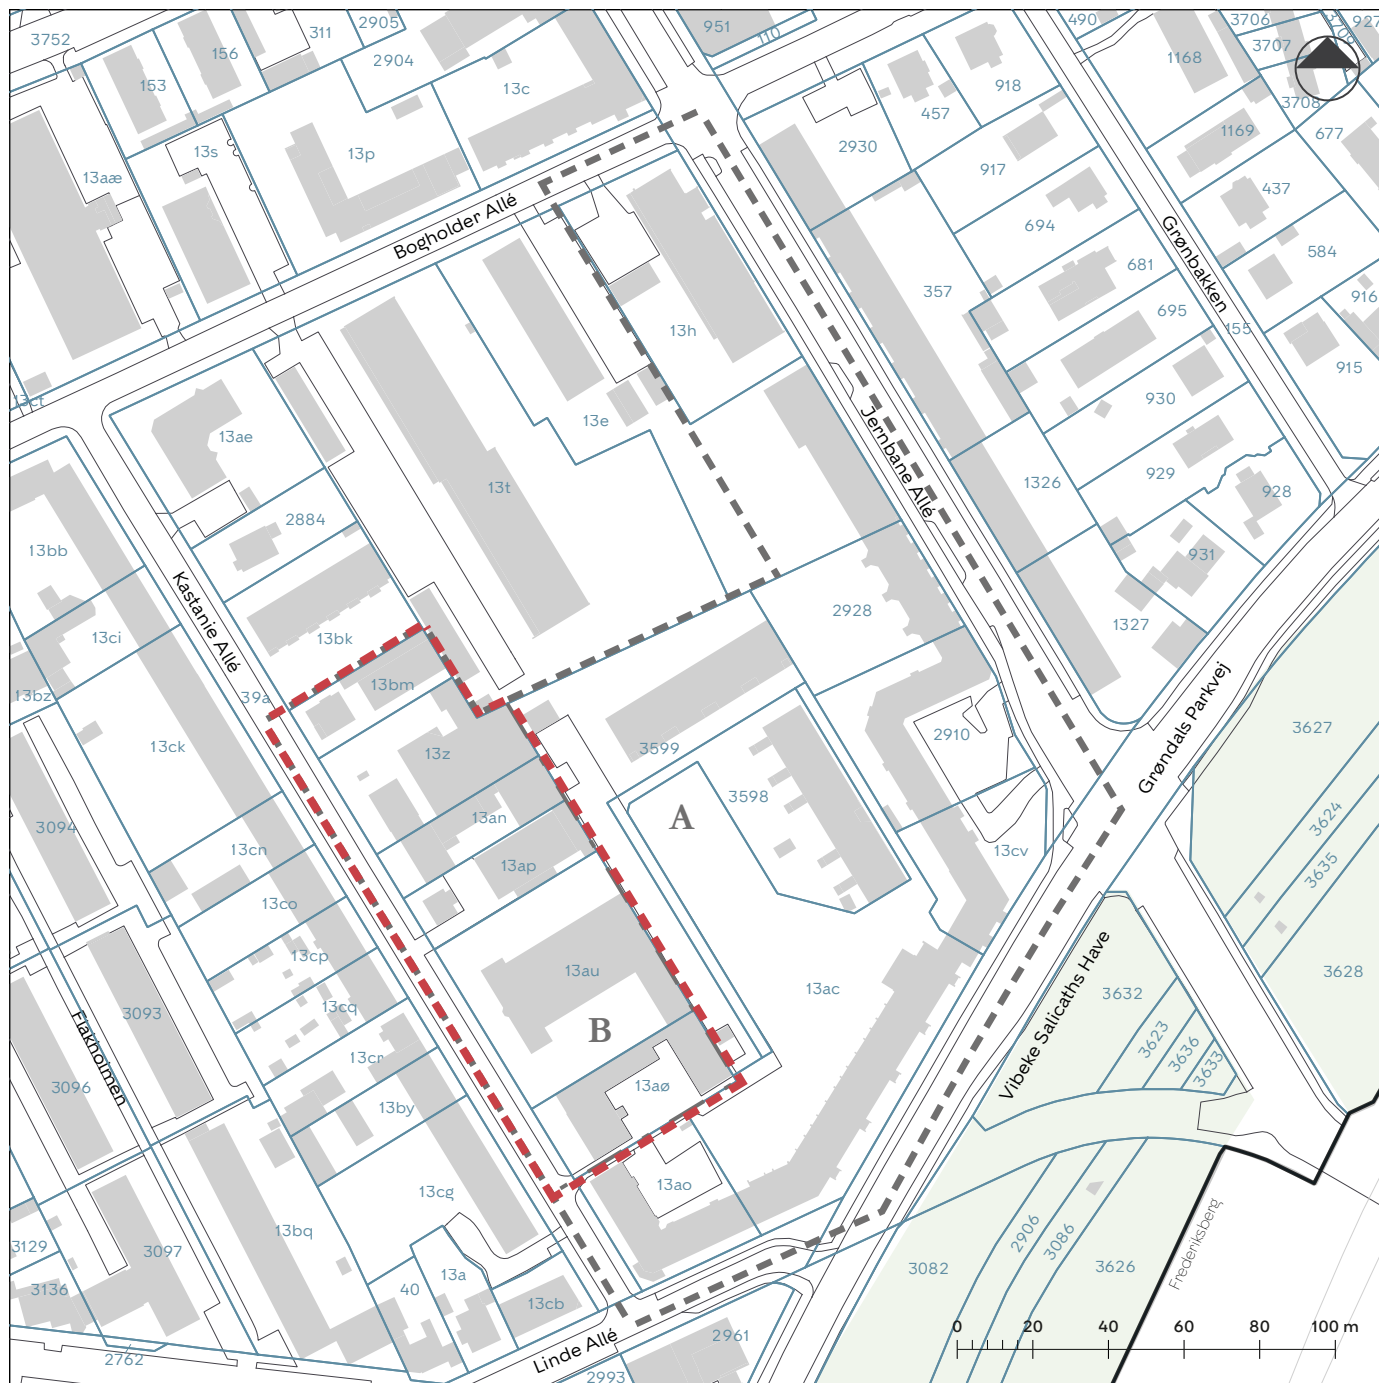 3752
153
156
311
2905
2904
13c
951
110
490
1168
3706
3707
3709
927
3708
1169
677
918
457
2930
917
437
13aæ
13s
13p
Bogholder Allé
694
681
Grønbakken
584
357
695
155
916
915
13h
13ct
13ae
13e
930
Jernbane Allé
13t
1326
929
928
2884
13bb
931
Kastanie Allé
13ci
13bk
2928
1327
13bz
39a
13bm
13ck
13z
3599
2910
Grøndals Parkvej
3627
3598
A
13an
3094
13cn
13ap
13cv
3624
3635
13co
13cp
13au
13ac
3628
Vibeke Salicaths Have
3632
13cq
3093
B
Flakholmen
3623
3636
3633
13cr
3096
13aø
13by
13ao
13cg
13bq
2906
3086
Frederiksberg
3129
3097
3136
13a
40
13cb
3082
3626
Linde Allé
2961
2993
2762
0 20 40 60 80 100 m